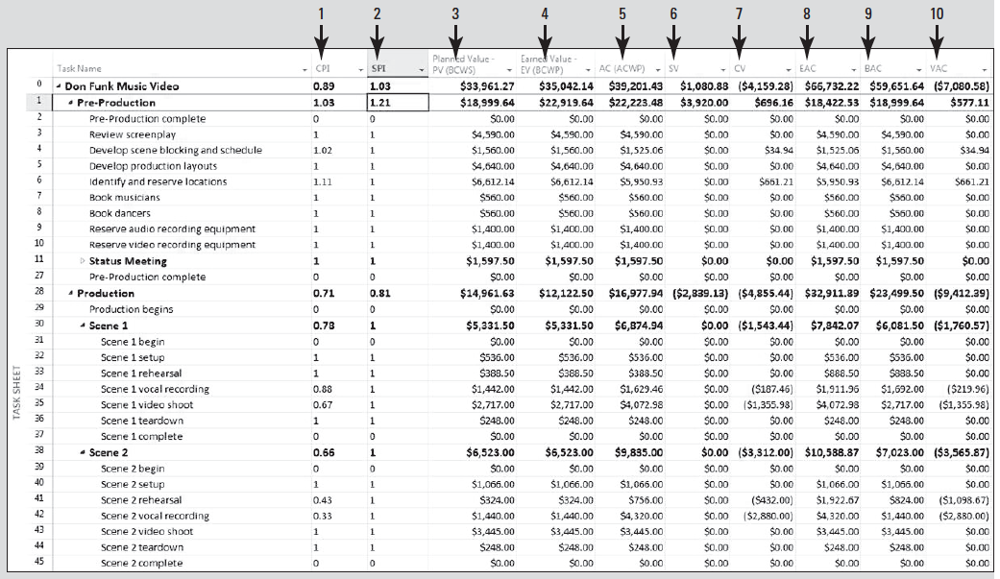 1 2 3 4 5 6 7 8 9 10
Task Name CPI SPI Planned Value - PV (BCWS) Earned Value - EV (BCWP) AC (ACWP) SV CV EAC BAC VAC
0 Don Funk Music Video 0.89 1.03 $33,961.27 $35,042.14 $39,201.43 $1,080.88 ($4,159.28) $66,732.22 $59,651.64 ($7,080.58)
1 Pre-Production 1.03 1.21 $18,999.64 $22,919.64 $22,223.48 $3,920.00 $696.16 $18,422.53 $18,999.64 $577.11
2 Pre-Production complete 0 0 $0.00 $0.00 $0.00 $0.00 $0.00 $0.00 $0.00 $0.00
3 Review screenplay 1 1 $4,590.00 $4,590.00 $4,590.00 $0.00 $0.00 $4,590.00 $4,590.00 $0.00
4 Develop scene blocking and schedule 1.02 1 $1,560.00 $1,560.00 $1,525.06 $0.00 $34.94 $1,525.06 $1,560.00 $34.94
5 Develop production layouts 1 1 $4,640.00 $4,640.00 $4,640.00 $0.00 $0.00 $4,640.00 $4,640.00 $0.00
6 Identify and reserve locations 1.11 1 $6,612.14 $6,612.14 $5,950.93 $0.00 $661.21 $5,950.93 $6,612.14 $661.21
7 Book musicians 1 1 $560.00 $560.00 $560.00 $0.00 $0.00 $560.00 $560.00 $0.00
8 Book dancers 1 1 $560.00 $560.00 $560.00 $0.00 $0.00 $560.00 $560.00 $0.00
9 Reserve audio recording equipment 1 1 $1,400.00 $1,400.00 $1,400.00 $0.00 $0.00 $1,400.00 $1,400.00 $0.00
10 Reserve video recording equipment 1 1 $1,400.00 $1,400.00 $1,400.00 $0.00 $0.00 $1,400.00 $1,400.00 $0.00
11 Status Meeting 1 1 $1,597.50 $1,597.50 $1,597.50 $0.00 $0.00 $1,597.50 $1,597.50 $0.00
27 Pre-Production complete 0 0 $0.00 $0.00 $0.00 $0.00 $0.00 $0.00 $0.00 $0.00
28 Production 0.71 0.81 $14,961.63 $12,122.50 $16,977.94 ($2,839.13) ($4,855.44) $32,911.89 $23,499.50 ($9,412.39)
29 Production begins 0 0 $0.00 $0.00 $0.00 $0.00 $0.00 $0.00 $0.00 $0.00
30 Scene 1 0.78 1 $5,331.50 $5,331.50 $6,874.94 $0.00 ($1,543.44) $7,842.07 $6,081.50 ($1,760.57)
31 Scene 1 begin 0 0 $0.00 $0.00 $0.00 $0.00 $0.00 $0.00 $0.00 $0.00
32 Scene 1 setup 1 1 $536.00 $536.00 $536.00 $0.00 $0.00 $536.00 $536.00 $0.00
33 Scene 1 rehearsal 1 1 $388.50 $388.50 $388.50 $0.00 $0.00 $888.50 $888.50 $0.00
34 Scene 1 vocal recording 0.88 1 $1,442.00 $1,442.00 $1,629.46 $0.00 ($187.46) $1,911.96 $1,692.00 ($219.96)
35 Scene 1 video shoot 0.67 1 $2,717.00 $2,717.00 $4,072.98 $0.00 ($1,355.98) $4,072.98 $2,717.00 ($1,355.98)
36 Scene 1 teardown 1 1 $248.00 $248.00 $248.00 $0.00 $0.00 $248.00 $248.00 $0.00
37 Scene 1 complete 0 0 $0.00 $0.00 $0.00 $0.00 $0.00 $0.00 $0.00 $0.00
38 Scene 2 0.66 1 $6,523.00 $6,523.00 $9,835.00 $0.00 ($3,312.00) $10,588.87 $7,023.00 ($3,565.87)
39 Scene 2 begin 0 0 $0.00 $0.00 $0.00 $0.00 $0.00 $0.00 $0.00 $0.00
40 Scene 2 setup 1 1 $1,066.00 $1,066.00 $1,066.00 $0.00 $0.00 $1,066.00 $1,066.00 $0.00
41 Scene 2 rehearsal 0.43 1 $324.00 $324.00 $756.00 $0.00 ($432.00) $1,922.67 $824.00 ($1,098.67)
42 Scene 2 vocal recording 0.33 1 $1,440.00 $1,440.00 $4,320.00 $0.00 ($2,880.00) $4,320.00 $1,440.00 ($2,880.00)
43 Scene 2 video shoot 1 1 $3,445.00 $3,445.00 $3,445.00 $0.00 $0.00 $3,445.00 $3,445.00 $0.00
44 Scene 2 teardown 1 1 $248.00 $248.00 $248.00 $0.00 $0.00 $248.00 $248.00 $0.00
45 Scene 2 complete 0 0 $0.00 $0.00 $0.00 $0.00 $0.00 $0.00 $0.00 $0.00
TASK SHEET